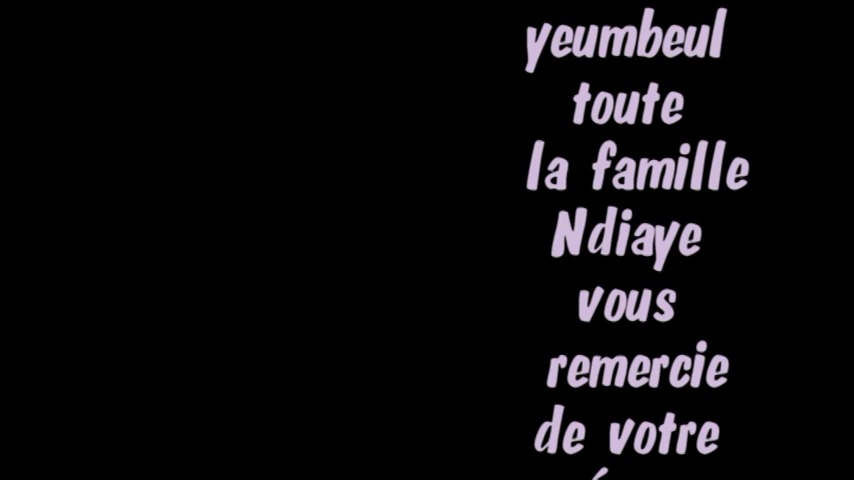 yeumbeul
toute
la famille
Ndiaye
vous
remercie
de votre